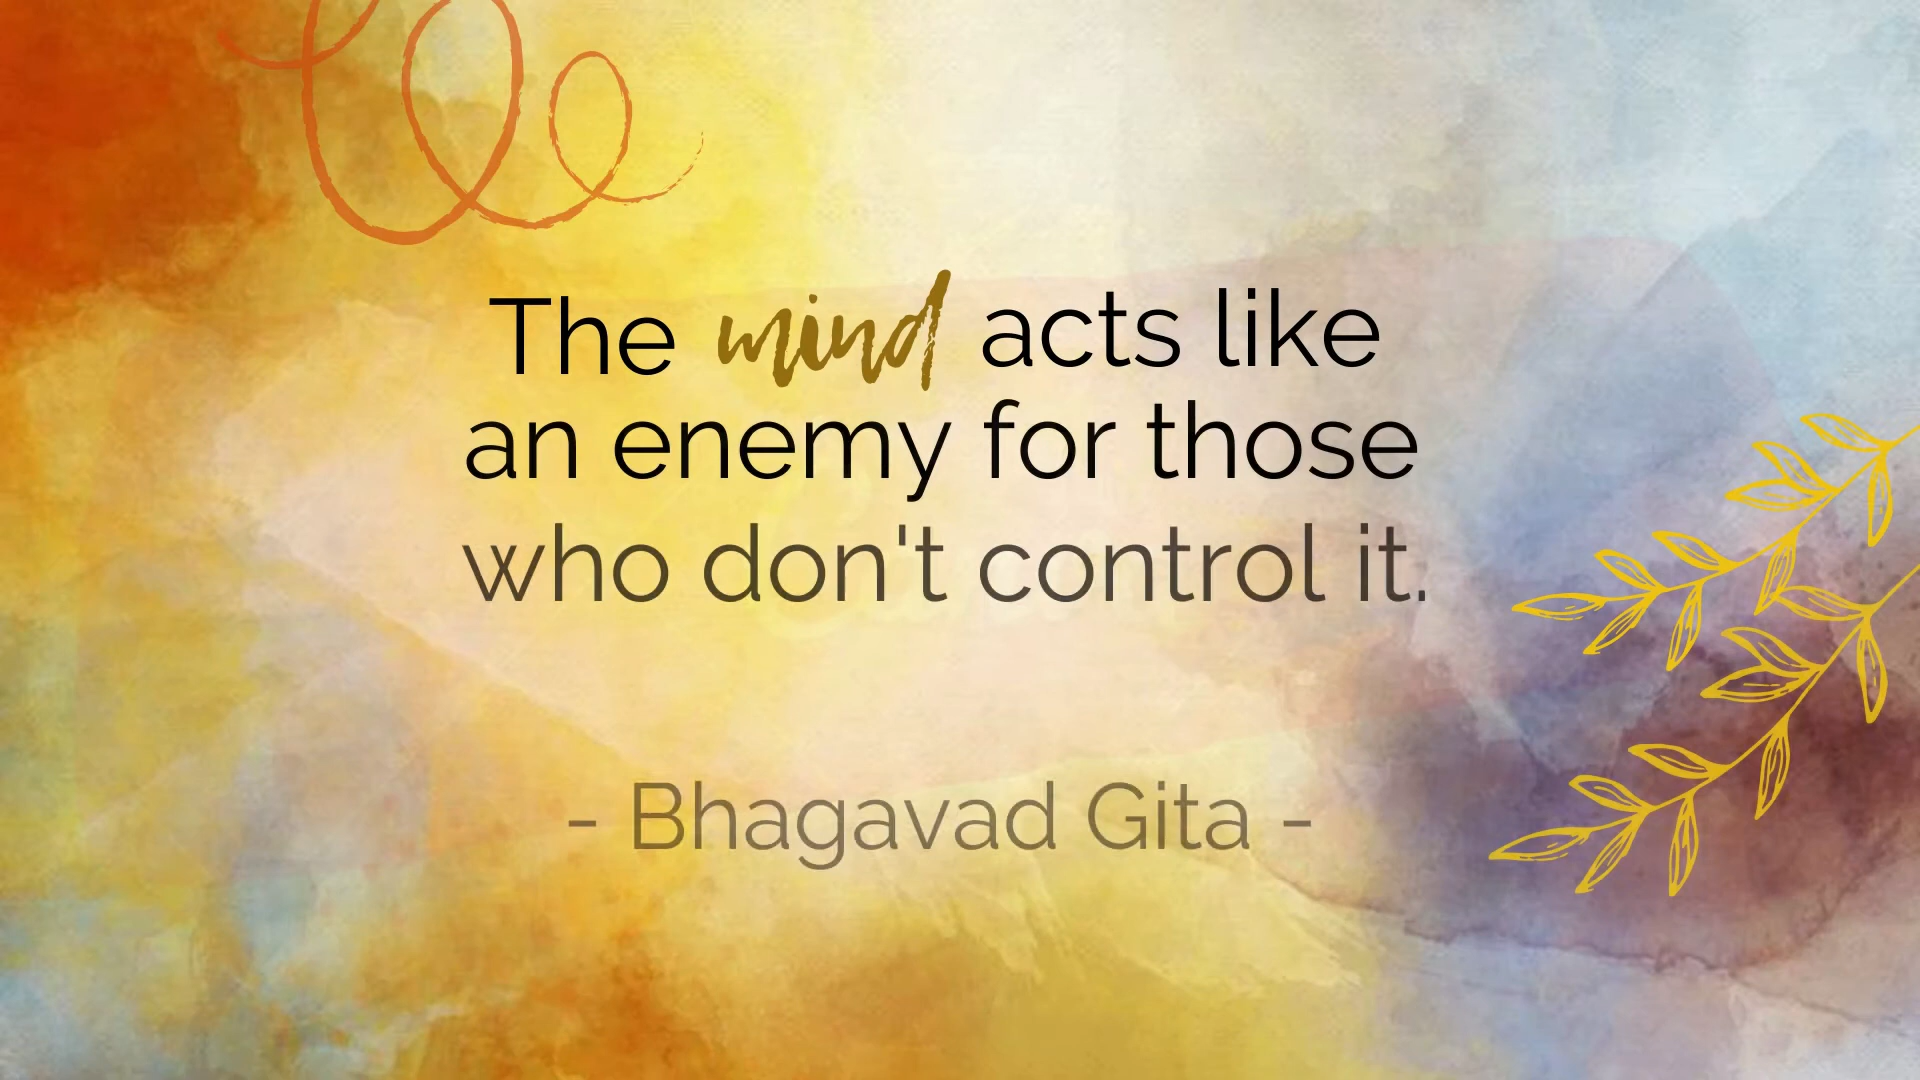 The mind acts like
an enemy for those
who don't control it.
- Bhagavad Gita -